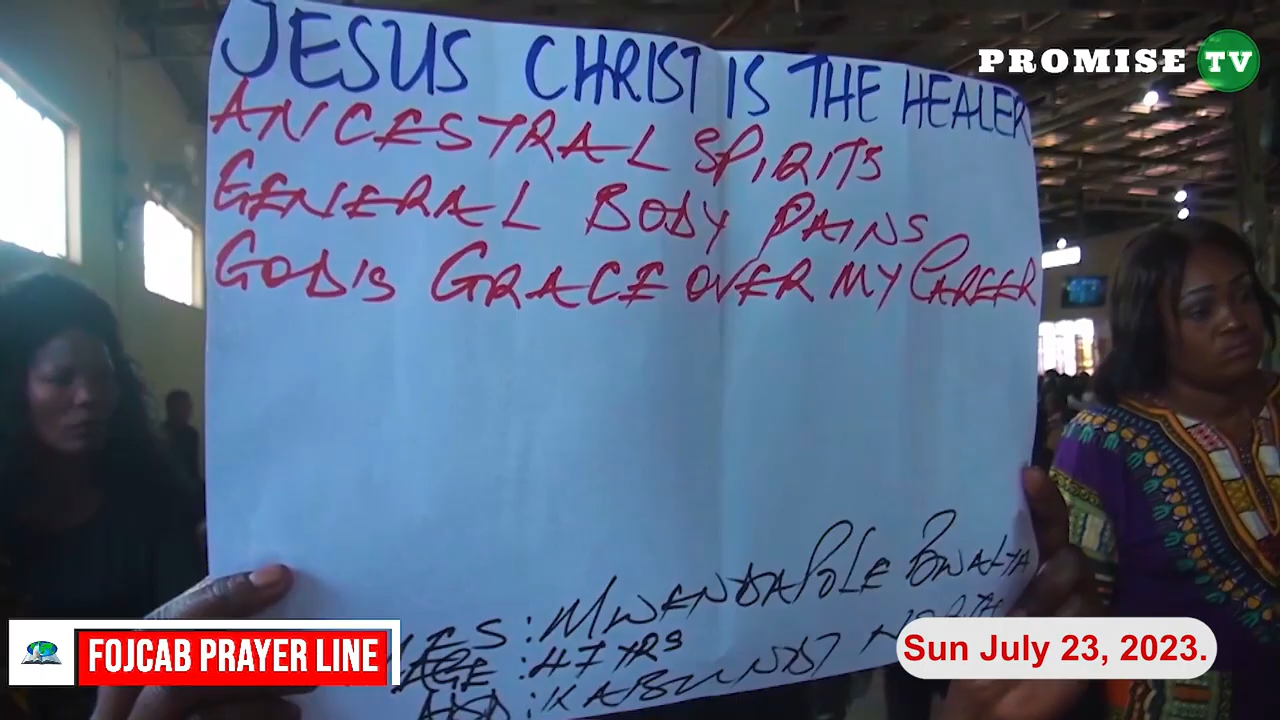 JESUS CHRIST IS THE HEALER
PROMISE TV
ANCESTRAL SPIRITS
GENERAL BODY PAINS
GOD'S GRACE OVER MY CAREER
MWENDAPOLE BWALYA
AGE: 47 YRS
KABUNDI
FOJCAB PRAYER LINE
Sun July 23, 2023.